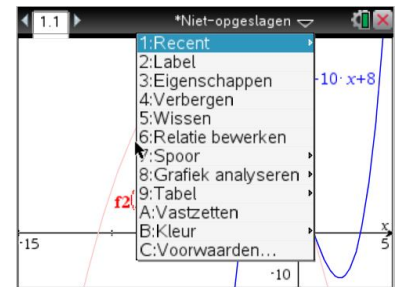 1.1 *Niet-opgeslagen
1:Recent
2:Label
3:Eigenschappen
4:Verbergen
5:Wissen
6:Relatie bewerken
7:Spoor
8:Grafiek analyseren
9:Tabel
A:Vastzetten
B:Kleur
C:Voorwaarden...
10· x+8
f2(
x
-15
5
-10